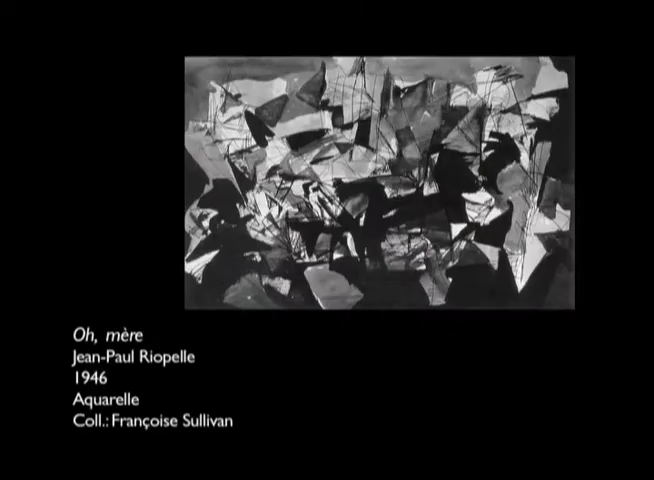 Oh, mère
Jean-Paul Riopelle
1946
Aquarelle
Coll.: Françoise Sullivan